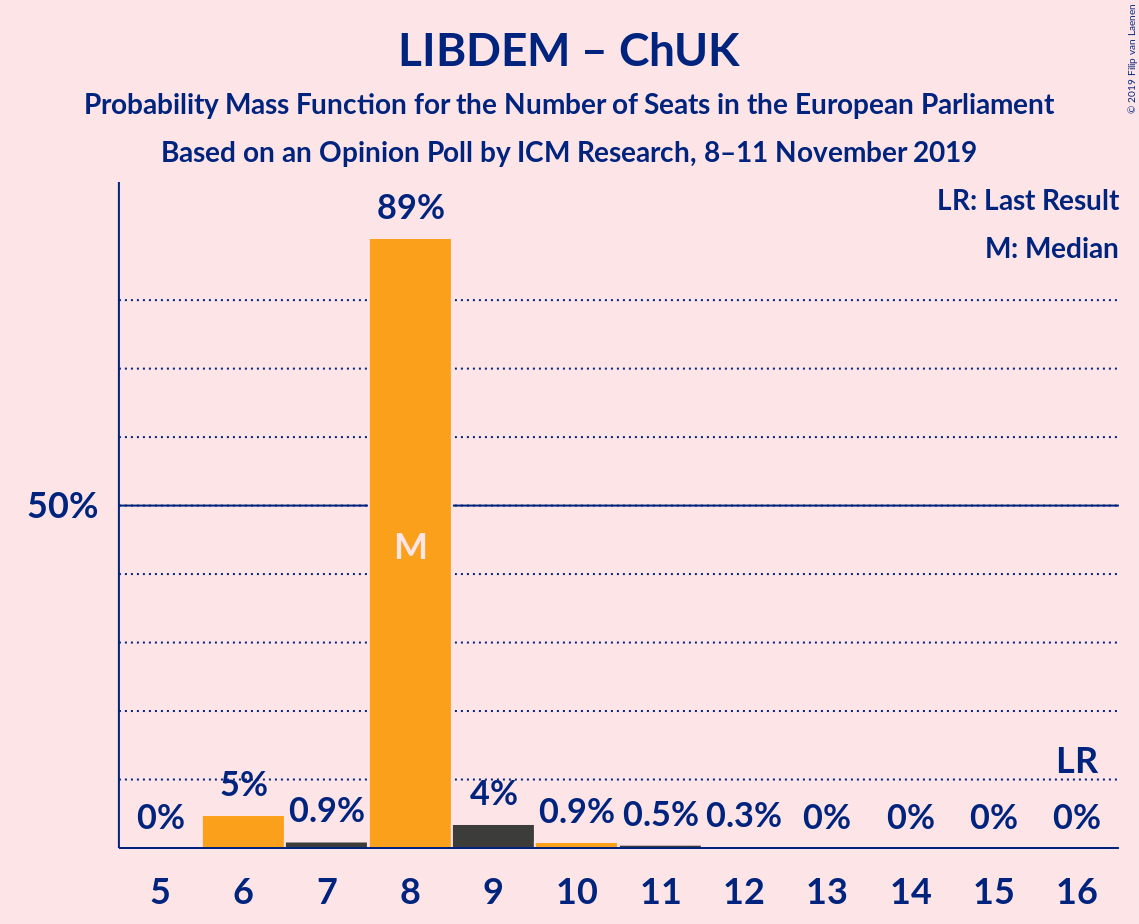 LIBDEM – ChUK
Probability Mass Function for the Number of Seats in the European Parliament
Based on an Opinion Poll by ICM Research, 8–11 November 2019
© 2019 Filip van Laenen
LR: Last Result
M: Median
89%
50%
M
LR
0% 5% 0.9% 4% 0.9% 0.5% 0.3% 0% 0% 0% 0%
5 6 7 8 9 10 11 12 13 14 15 16